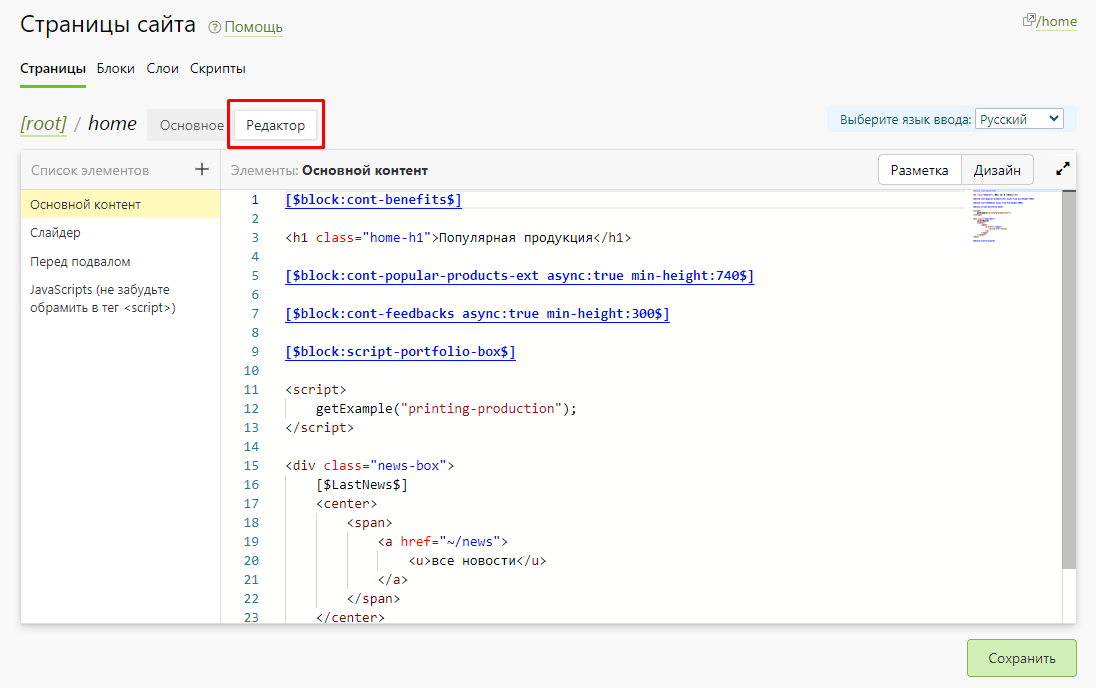 Страницы сайта ? Помощь /home
Страницы Блоки Слои Скрипты
[root] / home Основное Редактор Выберите язык ввода: Русский
Список элементов + Элементы: Основной контент Разметка Дизайн
Основной контент
Слайдер
Перед подвалом
JavaScripts (не забудьте
обрамить в тег <script>)
1 [$block:cont-benefits$]
2
3 <h1 class="home-h1">Популярная продукция</h1>
4
5 [$block:cont-popular-products-ext async:true min-height:740$]
6
7 [$block:cont-feedbacks async:true min-height:300$]
8
9 [$block:script-portfolio-box$]
10
11 <script>
12 getExample("printing-production");
13 </script>
14
15 <div class="news-box">
16 [$LastNews$]
17 <center>
18 <span>
19 <a href="~/news">
20 <u>все новости</u>
21 </a>
22 </span>
23 </center>
Сохранить